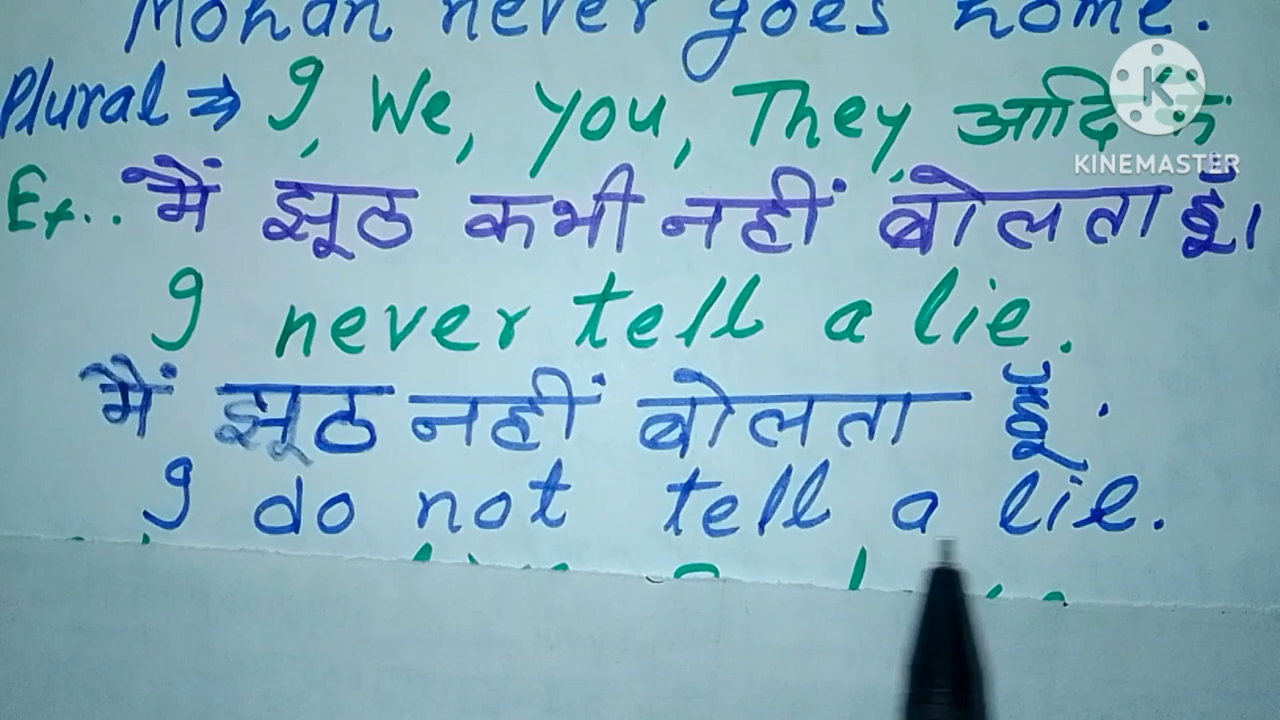 Mohan never goes home.
Plural ⇒ I, We, you, They, आदि के
K
KINEMASTER
Ex.. मैं झूठ कभी नहीं बोलता हूँ।
I never tell a lie.
मैं झूठ नहीं बोलता हूँ.
I do not tell a lie.